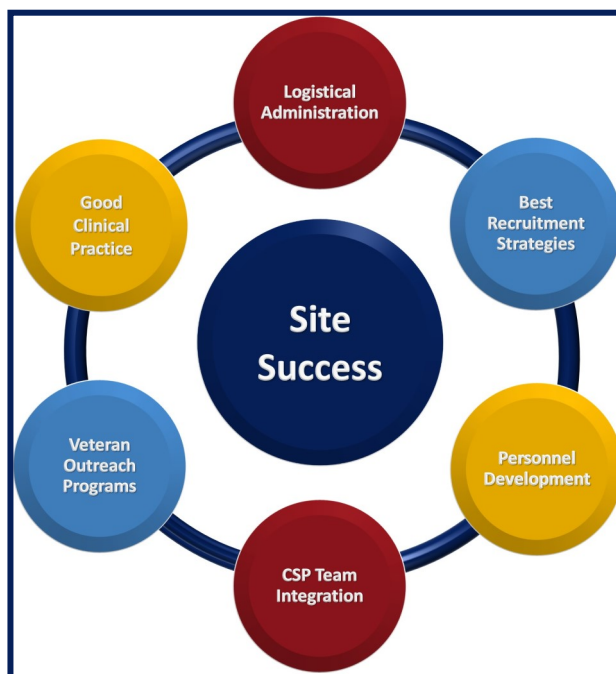 Logistical
Administration
Best
Recruitment
Strategies
Personnel
Development
CSP Team
Integration
Veteran
Outreach
Programs
Good
Clinical
Practice
Site
Success